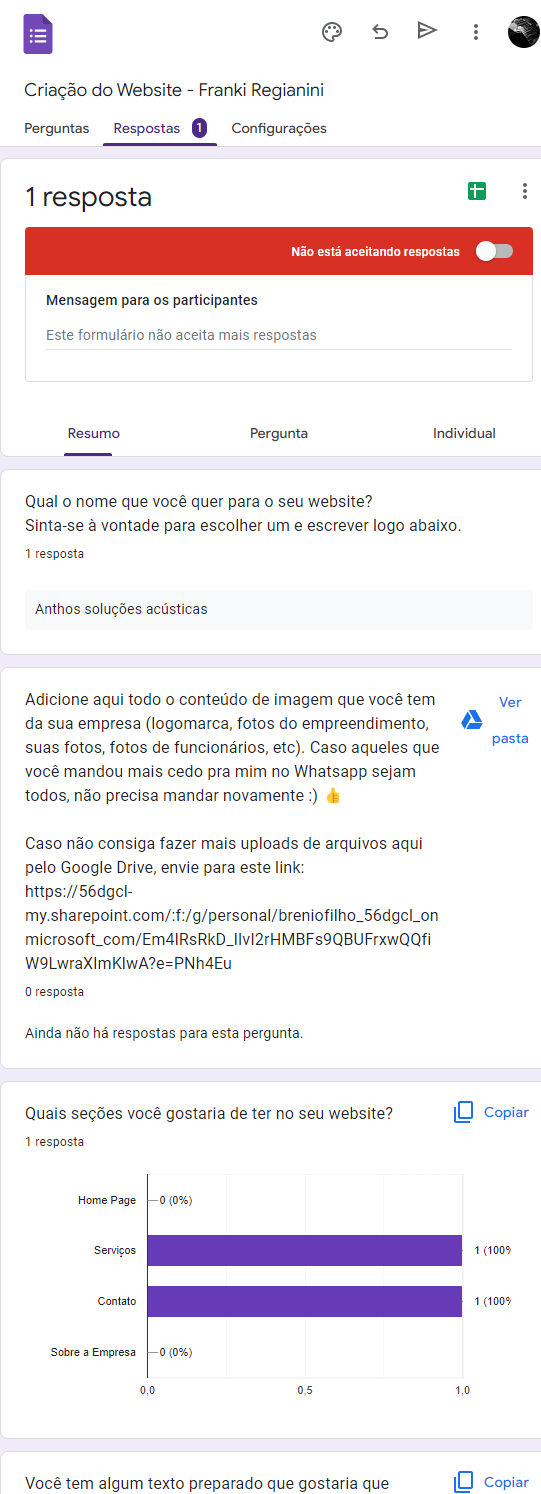 Criação do Website - Franki Regianini
Perguntas Respostas 1 Configurações
1 resposta
Não está aceitando respostas
Mensagem para os participantes
Este formulário não aceita mais respostas
Resumo Pergunta Individual
Qual o nome que você quer para o seu website?
Sinta-se à vontade para escolher um e escrever logo abaixo.
1 resposta
Anthos soluções acústicas
Adicione aqui todo o conteúdo de imagem que você tem
da sua empresa (logomarca, fotos do empreendimento,
suas fotos, fotos de funcionários, etc). Caso aqueles que
você mandou mais cedo pra mim no Whatsapp sejam
todos, não precisa mandar novamente :) 👍
Ver
pasta
Caso não consiga fazer mais uploads de arquivos aqui
pelo Google Drive, envie para este link:
https://56dgcl-
my.sharepoint.com/:f:/g/personal/breniofilho_56dgcl_on
microsoft_com/Em4lRsRkD_lIvl2rHMBFs9QBUFrxwQQfi
W9LwraXImKlwA?e=PNh4Eu
0 resposta
Ainda não há respostas para esta pergunta.
Quais seções você gostaria de ter no seu website?
Copiar
1 resposta
Home Page 0 (0%)
Serviços 1 (100%
Contato 1 (100%
Sobre a Empresa 0 (0%)
0,0 0,5 1,0
Você tem algum texto preparado que gostaria que
Copiar